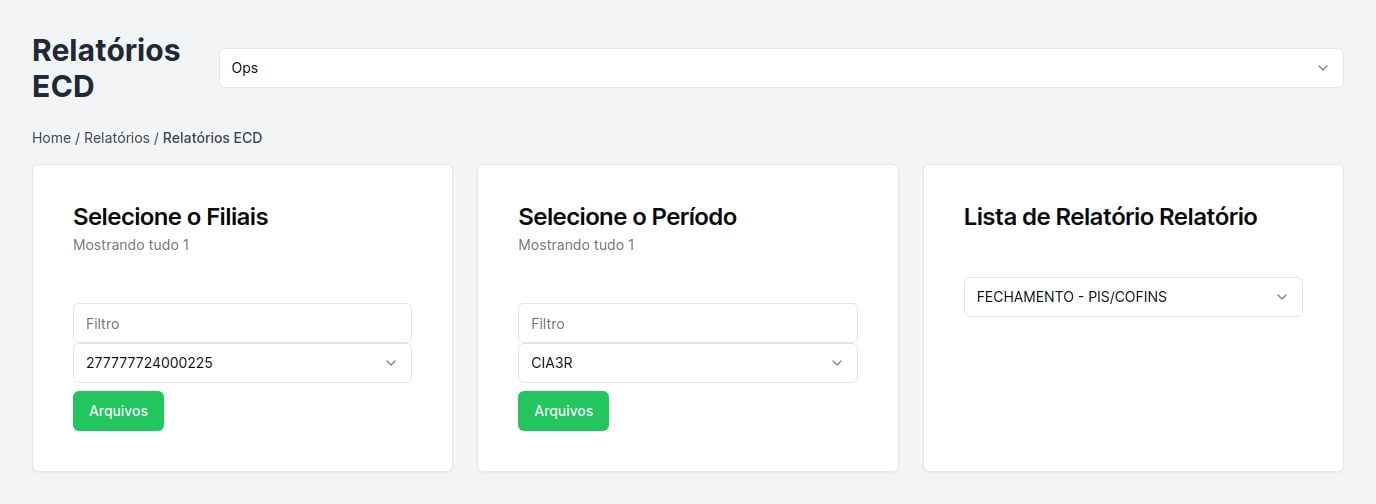 Relatórios
ECD
Ops
Home / Relatórios / Relatórios ECD
Selecione o Filiais
Mostrando tudo 1
Filtro
277777724000225
Arquivos
Selecione o Período
Mostrando tudo 1
Filtro
CIA3R
Arquivos
Lista de Relatório Relatório
FECHAMENTO - PIS/COFINS